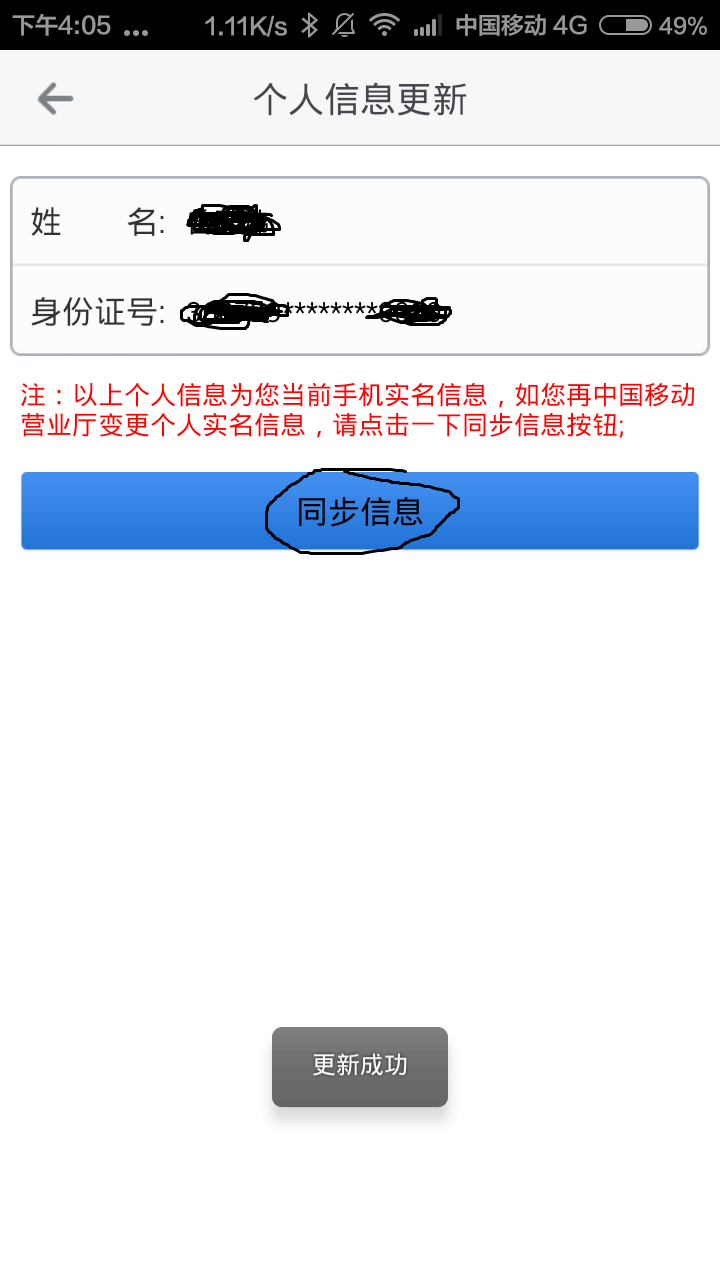 下午4:05 ... 1.11K/s 中国移动 4G 49%
个人信息更新
姓 名:
身份证号: *********
注：以上个人信息为您当前手机实名信息，如您再中国移动
营业厅变更个人实名信息，请点击一下同步信息按钮;
同步信息
更新成功